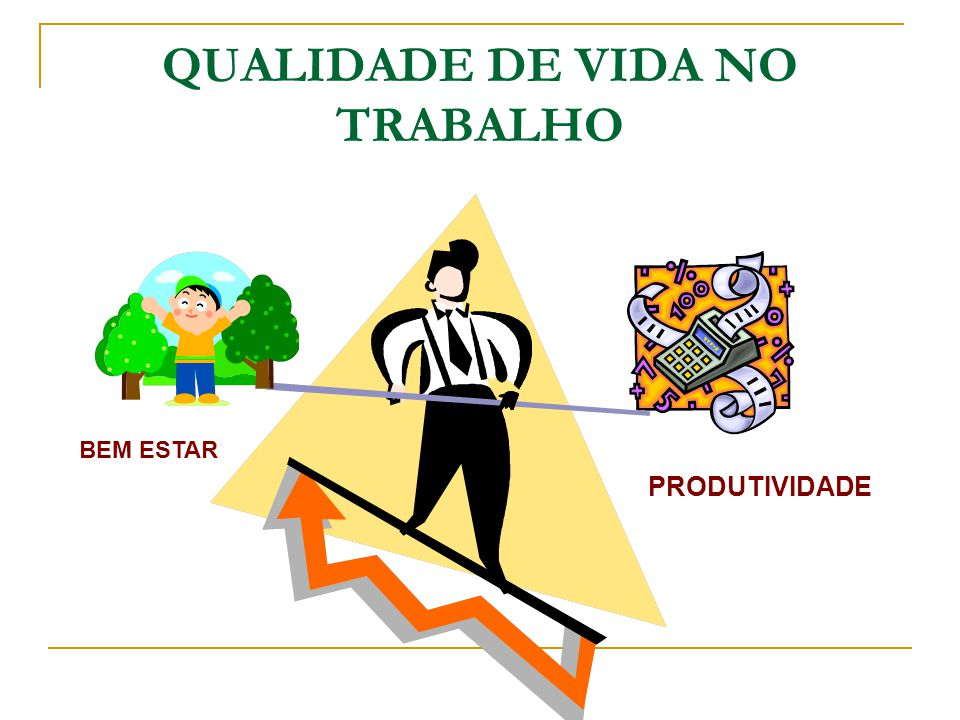 QUALIDADE DE VIDA NO
TRABALHO
BEM ESTAR
PRODUTIVIDADE